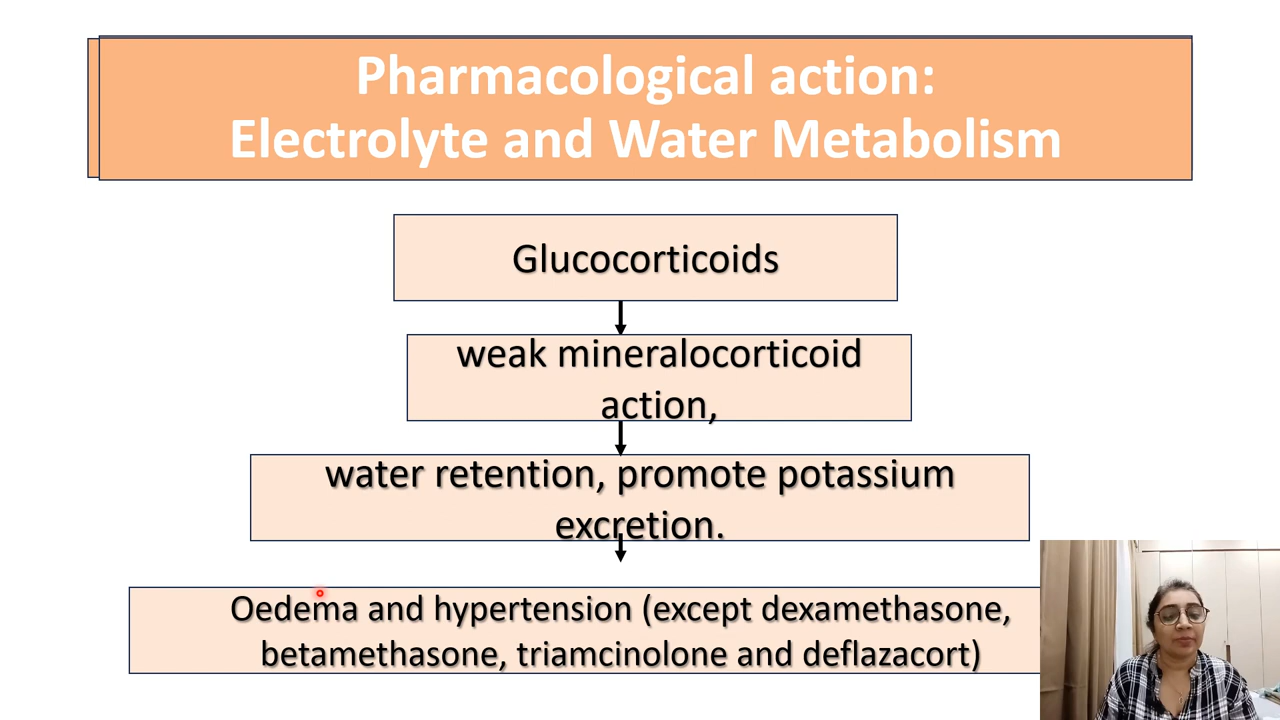 Pharmacological action:
Electrolyte and Water Metabolism
Glucocorticoids
weak mineralocorticoid
action,
water retention, promote potassium
excretion.
Oedema and hypertension (except dexamethasone,
betamethasone, triamcinolone and deflazacort)